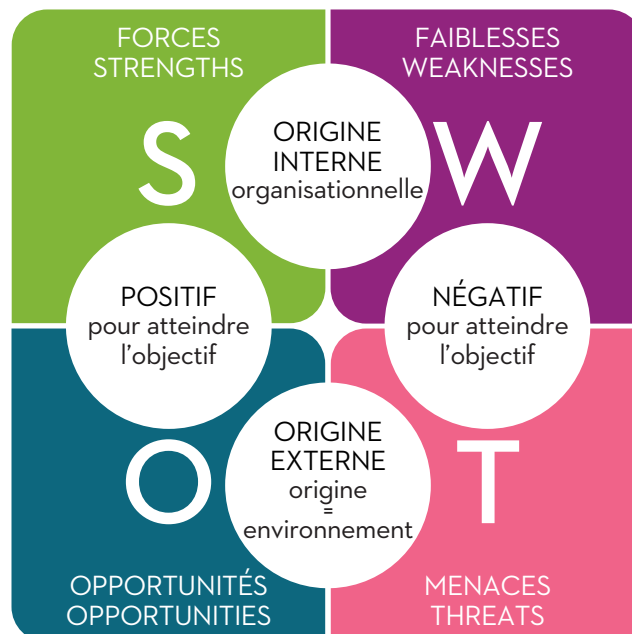 FORCES
STRENGTHS
FAIBLESSES
WEAKNESSES
S
ORIGINE
INTERNE
organisationnelle
W
POSITIF
pour atteindre
l'objectif
NÉGATIF
pour atteindre
l'objectif
O
ORIGINE
EXTERNE
origine
=
environnement
T
OPPORTUNITÉS
OPPORTUNITIES
MENACES
THREATS